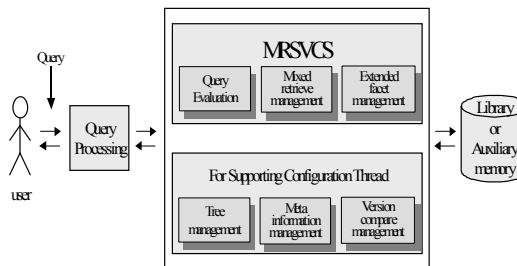 Query
user
Query
Processing
MRSVCS
Query
Evaluation
Mixed
retrieve
management
Extended
facet
management
For Supporting Configuration Thread
Tree
management
Meta
information
management
Version
compare
management
Library
or
Auxiliary
memory